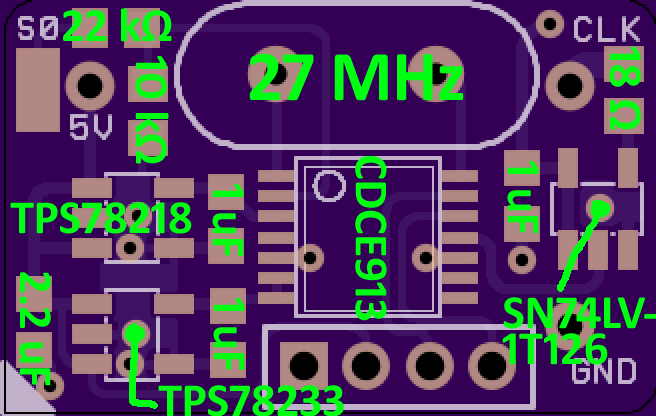 S0
22 kΩ
CLK
18 Ω
27 MHz
10 kΩ
5V
CDCE913
1 uF
TPS78218
1 uF
2.2 uF
1 uF
SN74LV-
1T126
GND
TPS78233